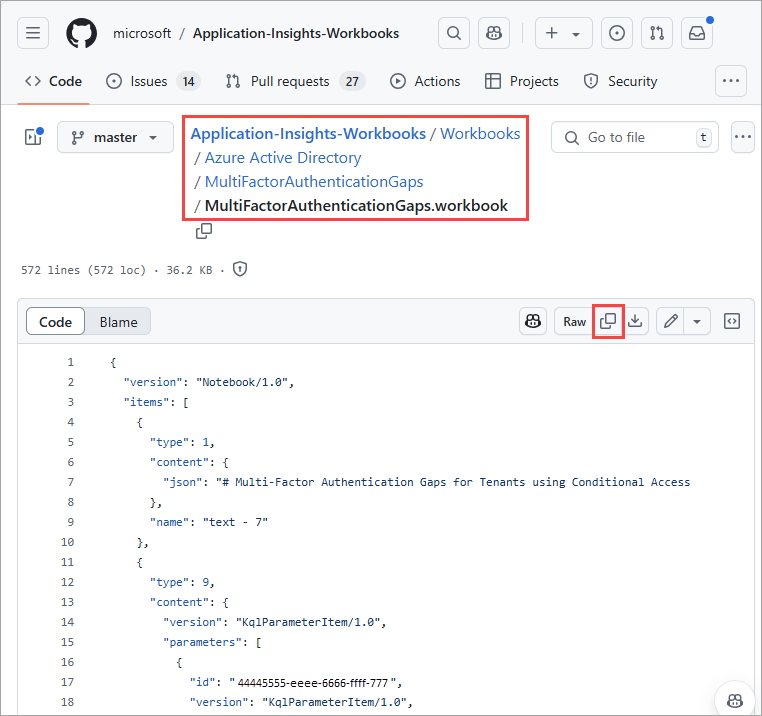 microsoft / Application-Insights-Workbooks
Code Issues 14 Pull requests 27 Actions Projects Security
master
Application-Insights-Workbooks / Workbooks
/ Azure Active Directory
/ MultiFactorAuthenticationGaps
/ MultiFactorAuthenticationGaps.workbook
Go to file t
572 lines (572 loc) · 36.2 KB ·
Code Blame Raw
1 {
2 "version": "Notebook/1.0",
3 "items": [
4 {
5 "type": 1,
6 "content": {
7 "json": "# Multi-Factor Authentication Gaps for Tenants using Conditional Access
8 },
9 "name": "text - 7"
10 },
11 {
12 "type": 9,
13 "content": {
14 "version": "KqlParameterItem/1.0",
15 "parameters": [
16 {
17 "id": "44445555-eeee-6666-ffff-777",
18 "version": "KqlParameterItem/1.0",